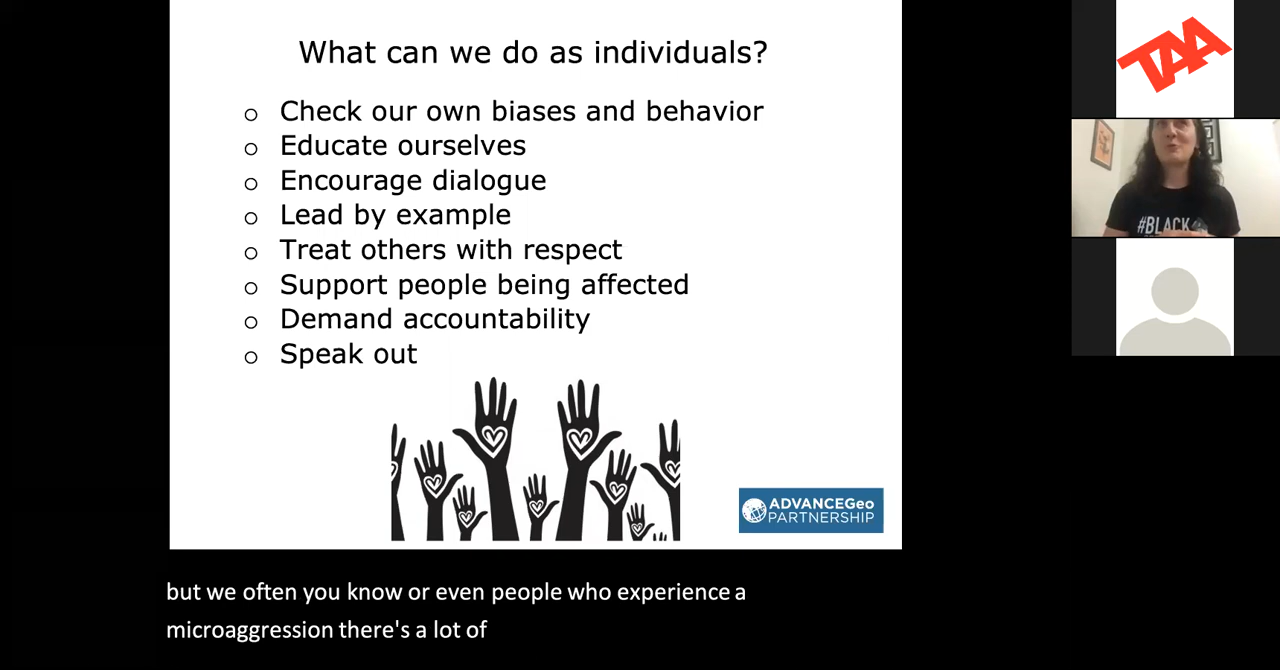 What can we do as individuals?
Check our own biases and behavior
Educate ourselves
Encourage dialogue
Lead by example
Treat others with respect
Support people being affected
Demand accountability
Speak out
ADVANCEGeo
PARTNERSHIP
TAA
#BLACK
but we often you know or even people who experience a
microaggression there's a lot of